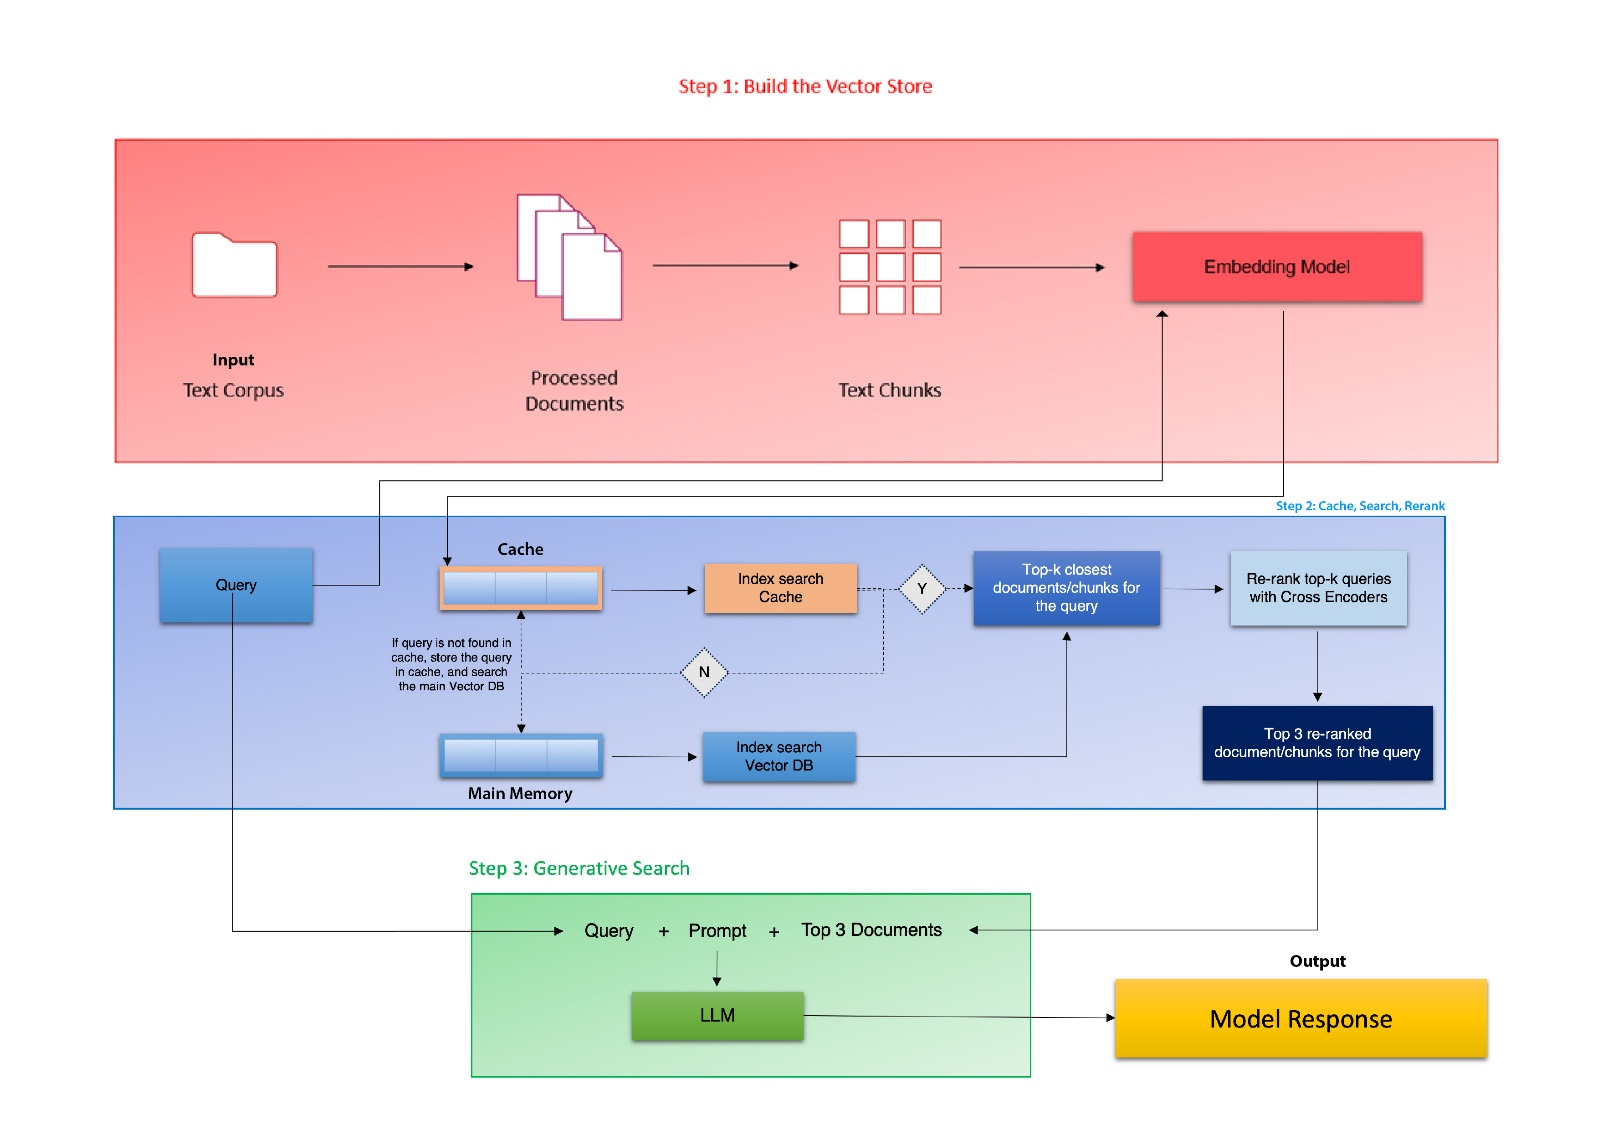 Step 1: Build the Vector Store
Embedding Model
Input
Text Corpus
Processed
Documents
Text Chunks
Step 2: Cache, Search, Rerank
Query
Cache
Index search
Cache
Y
Top-k closest
documents/chunks for
the query
Re-rank top-k queries
with Cross Encoders
If query is not found in
cache, store the query
in cache, and search
the main Vector DB
N
Main Memory
Index search
Vector DB
Top 3 re-ranked
document/chunks for the query
Step 3: Generative Search
Query + Prompt + Top 3 Documents
LLM
Output
Model Response